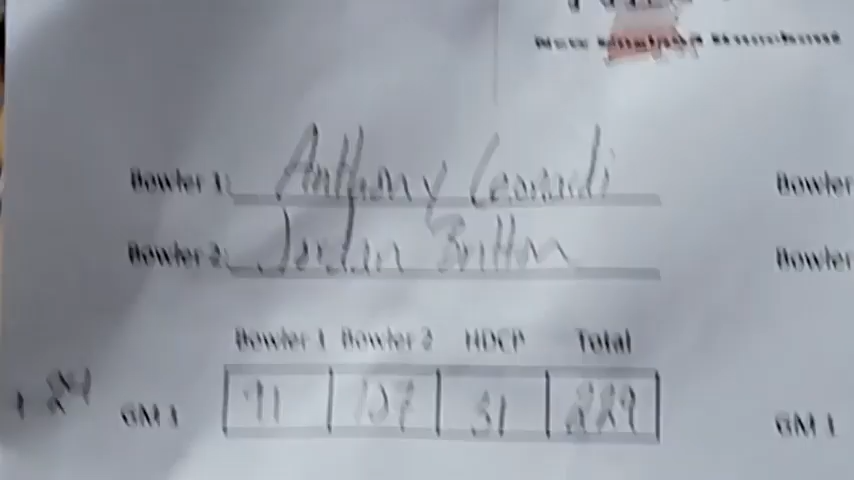 Bowler 1: Anthony Leonardi Bowler
Bowler 2: Jordan Britton Bowler
Bowler 1 Bowler 2 HDCP Total
GM 1 91 107 31 229 GM 1